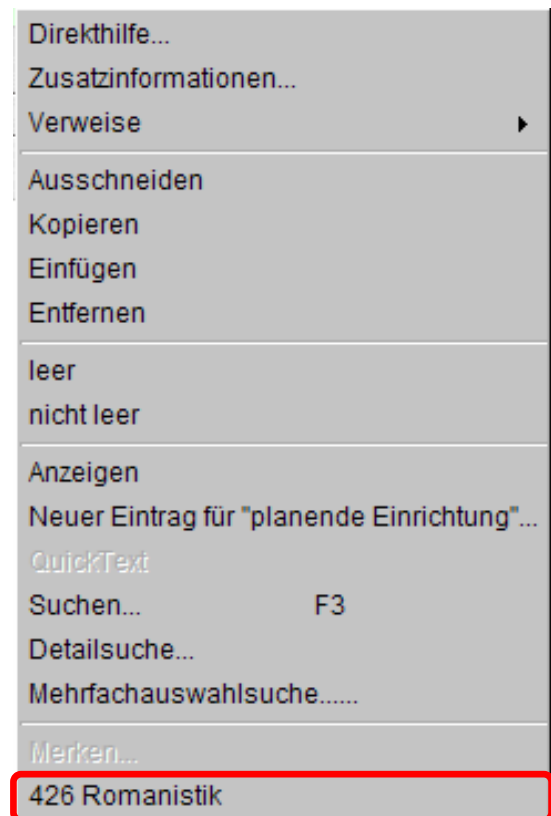 Direkthilfe...
Zusatzinformationen...
Verweise
Ausschneiden
Kopieren
Einfügen
Entfernen
leer
nicht leer
Anzeigen
Neuer Eintrag für "planende Einrichtung"...
QuickText
Suchen... F3
Detailsuche...
Mehrfachauswahlsuche......
Merken...
426 Romanistik